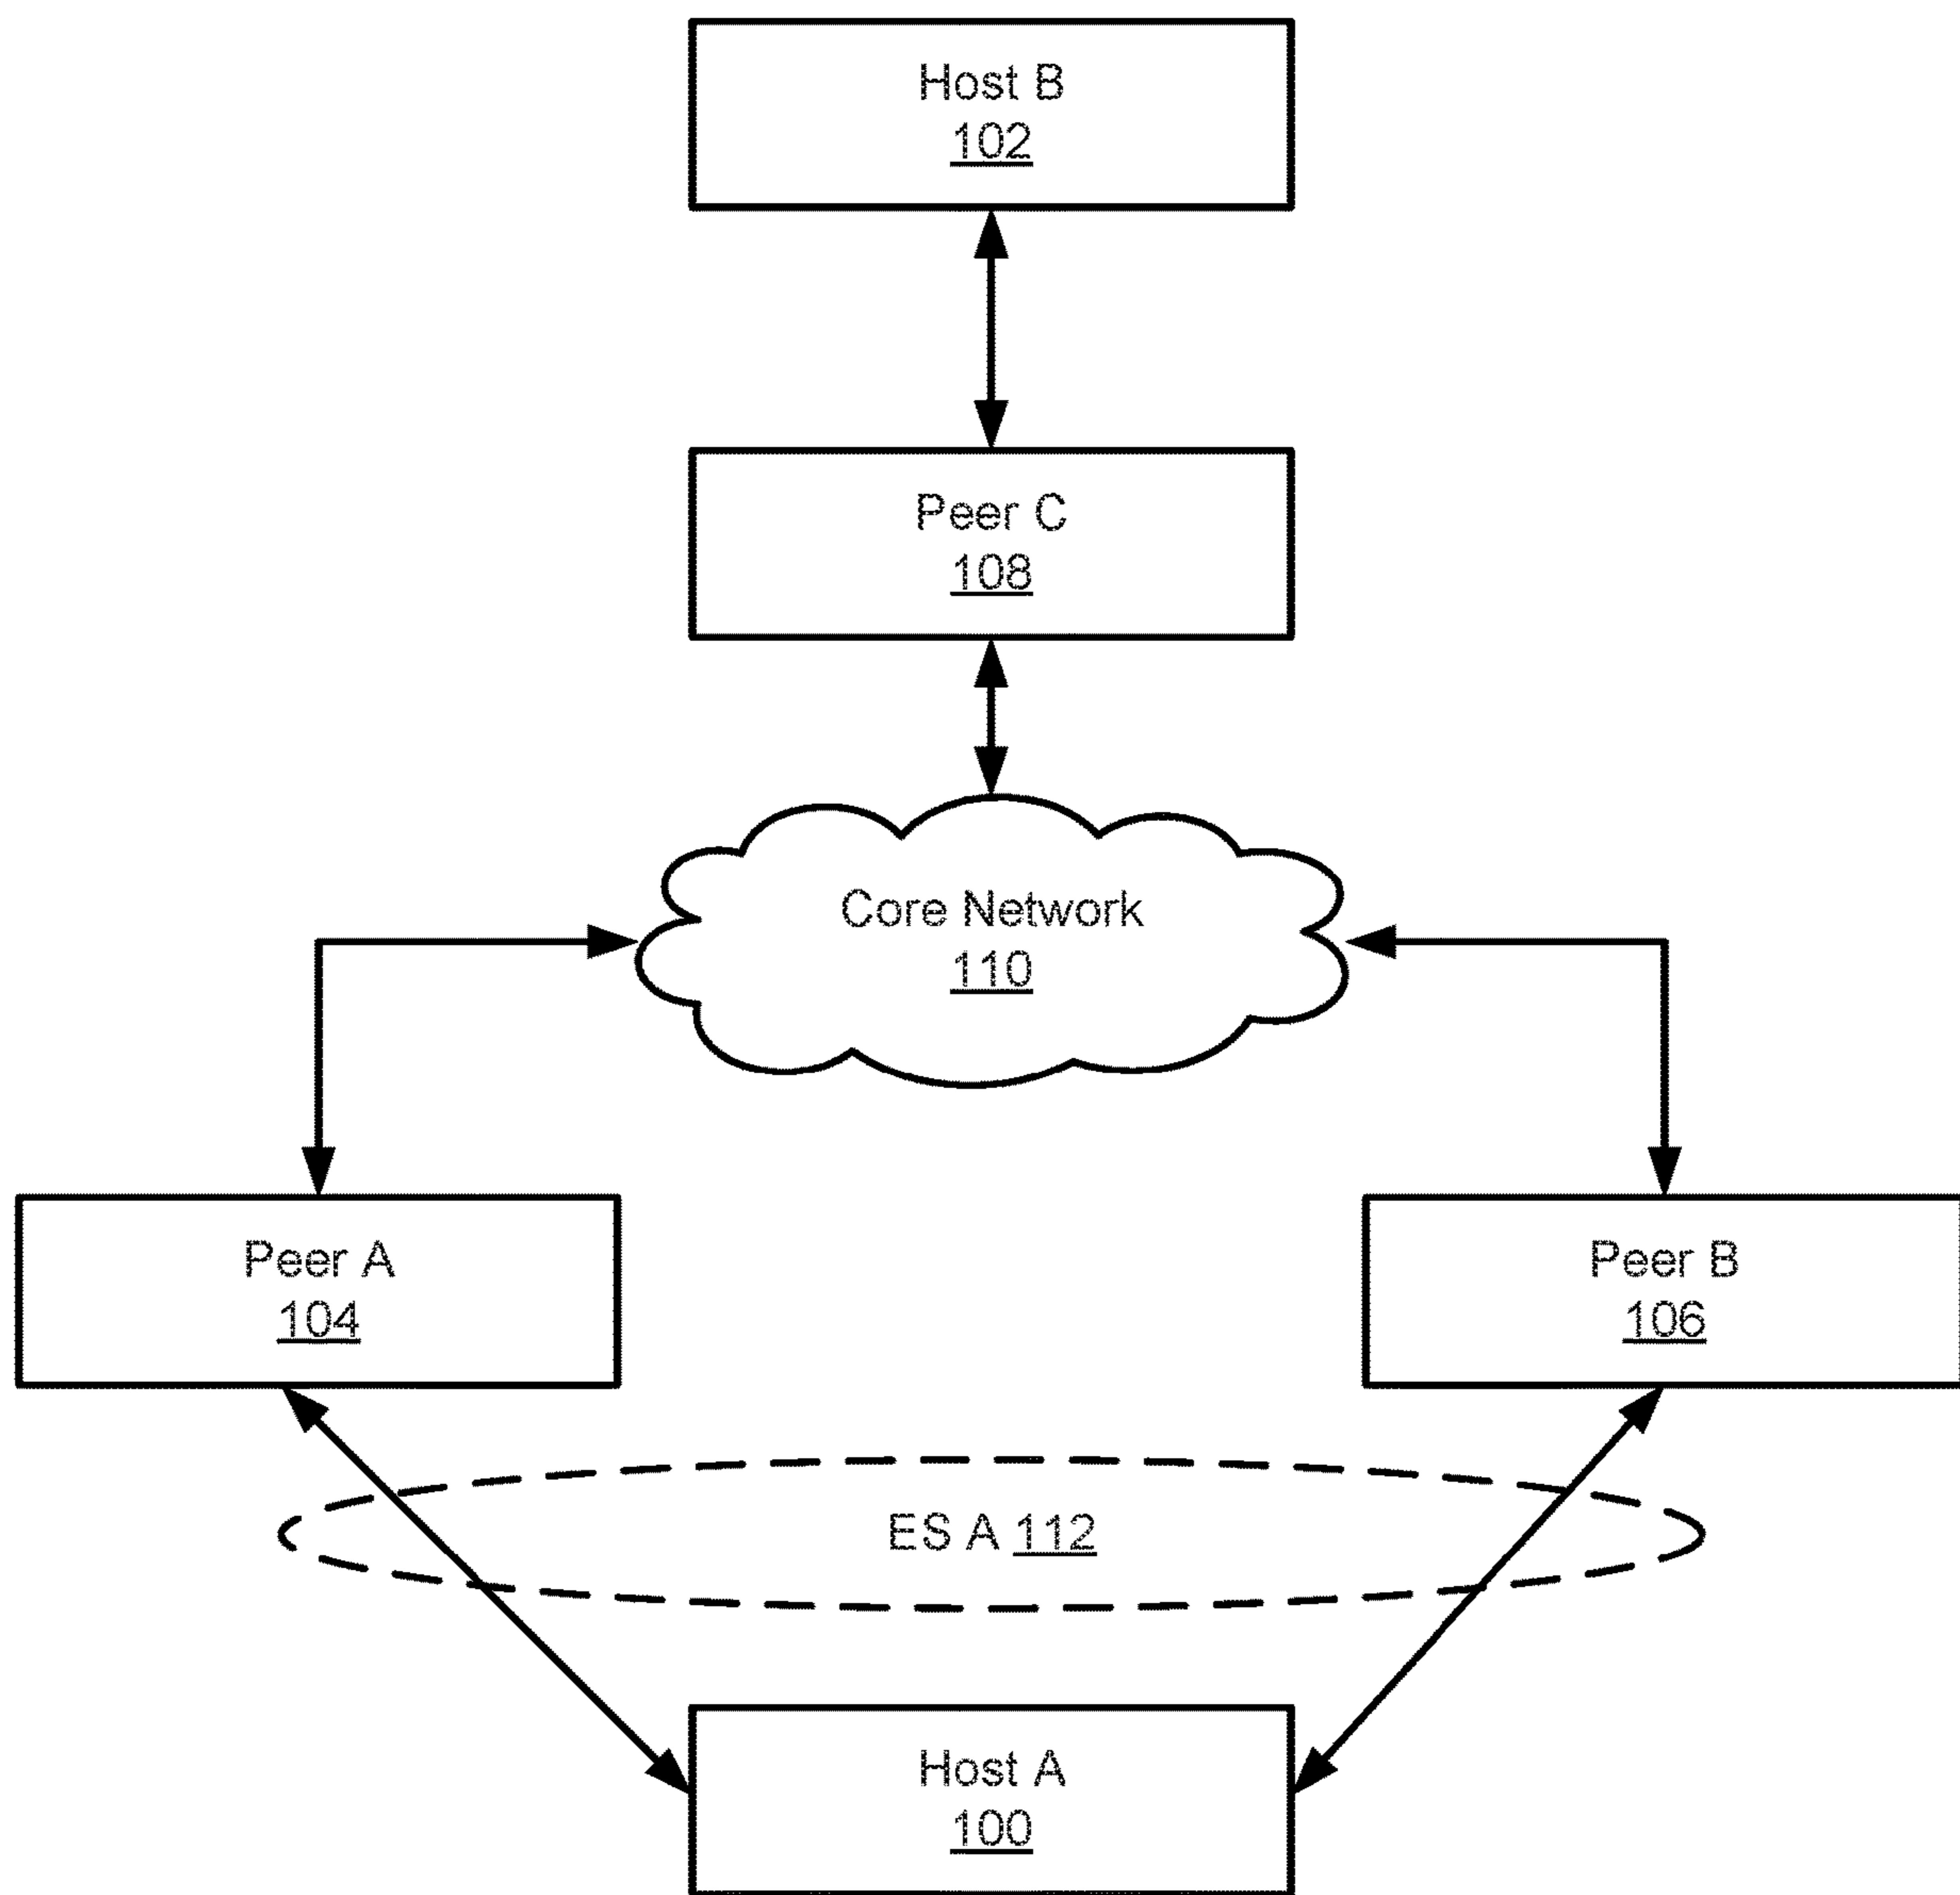 Host B
102
Peer C
108
Core Network
110
Peer A
104
Peer B
106
ES A 112
Host A
100